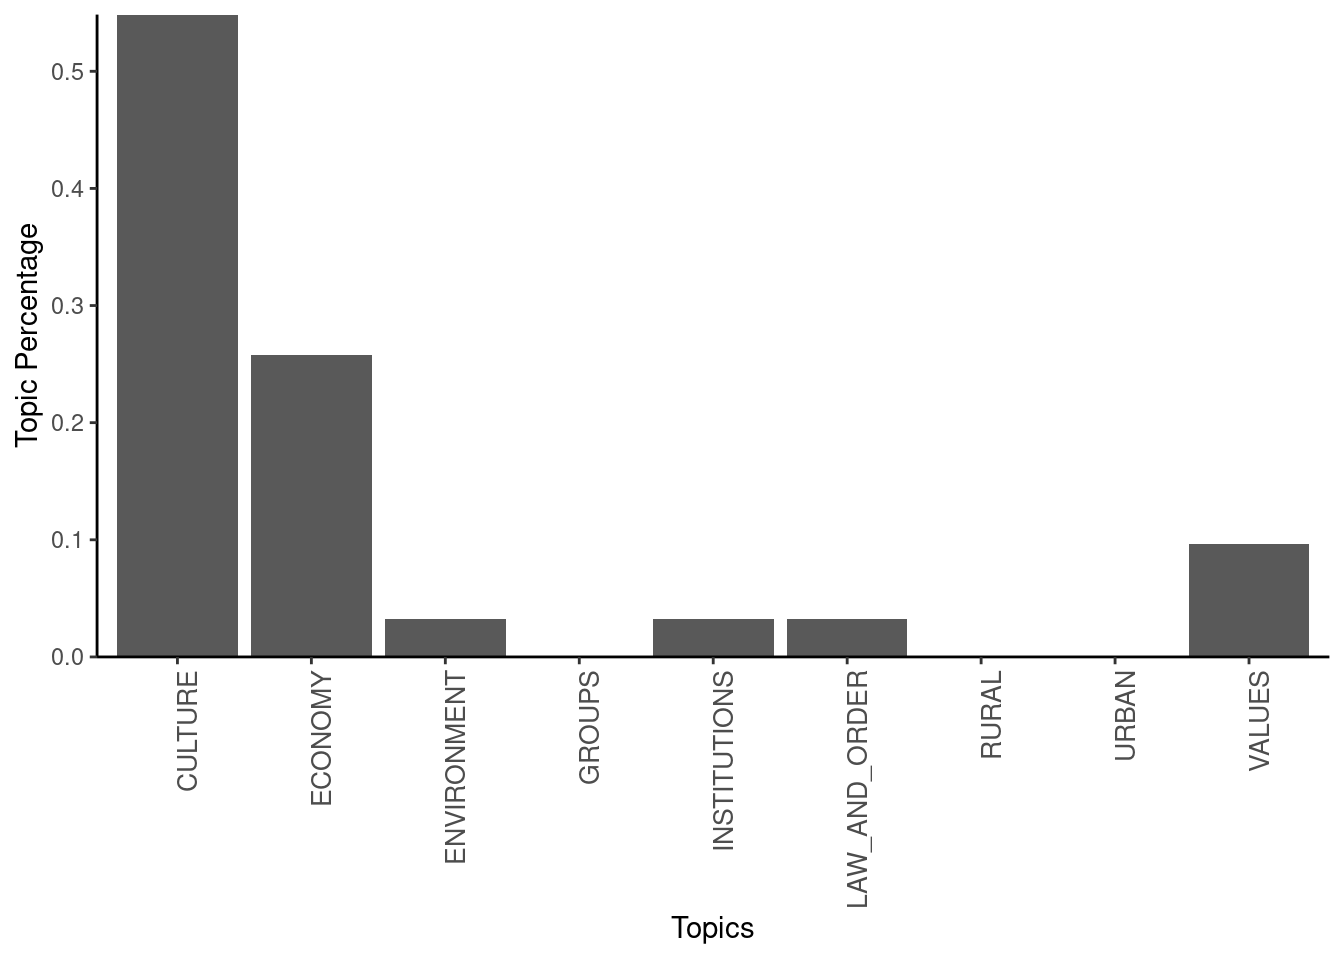 Topic Percentage
0.5
0.4
0.3
0.2
0.1
0.0
CULTURE
ECONOMY
ENVIRONMENT
GROUPS
INSTITUTIONS
LAW_AND_ORDER
RURAL
URBAN
VALUES
Topics